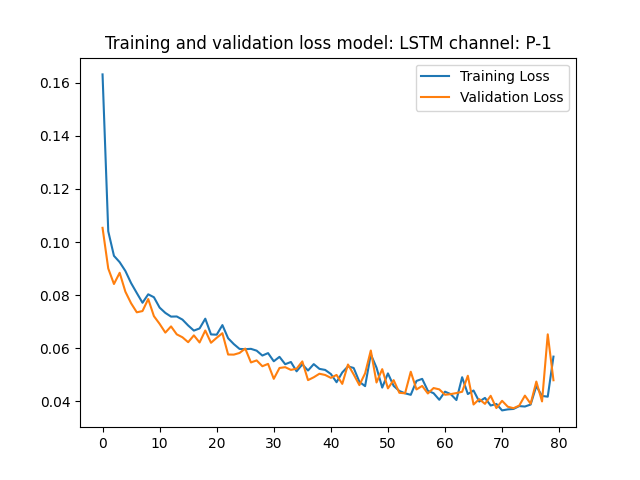 Training and validation loss model: LSTM channel: P-1
Training Loss
Validation Loss
0.16
0.14
0.12
0.10
0.08
0.06
0.04
0 10 20 30 40 50 60 70 80